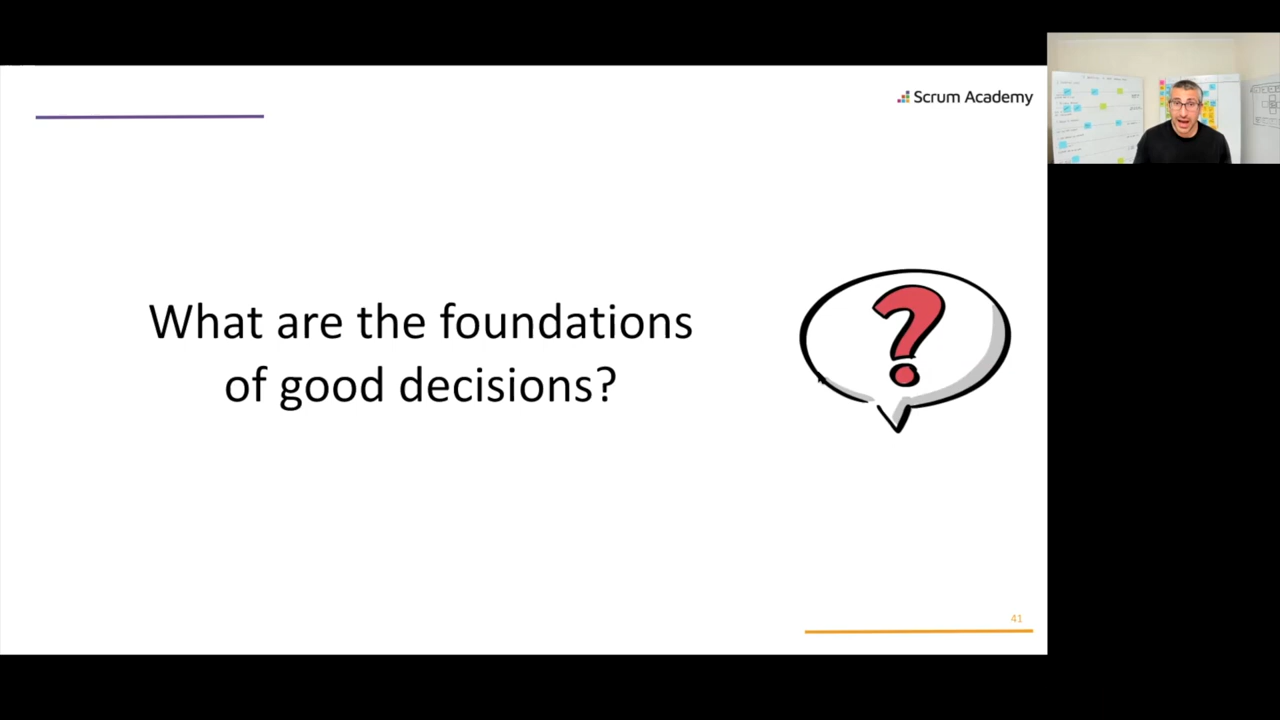 Scrum Academy
What are the foundations
of good decisions?
?
41